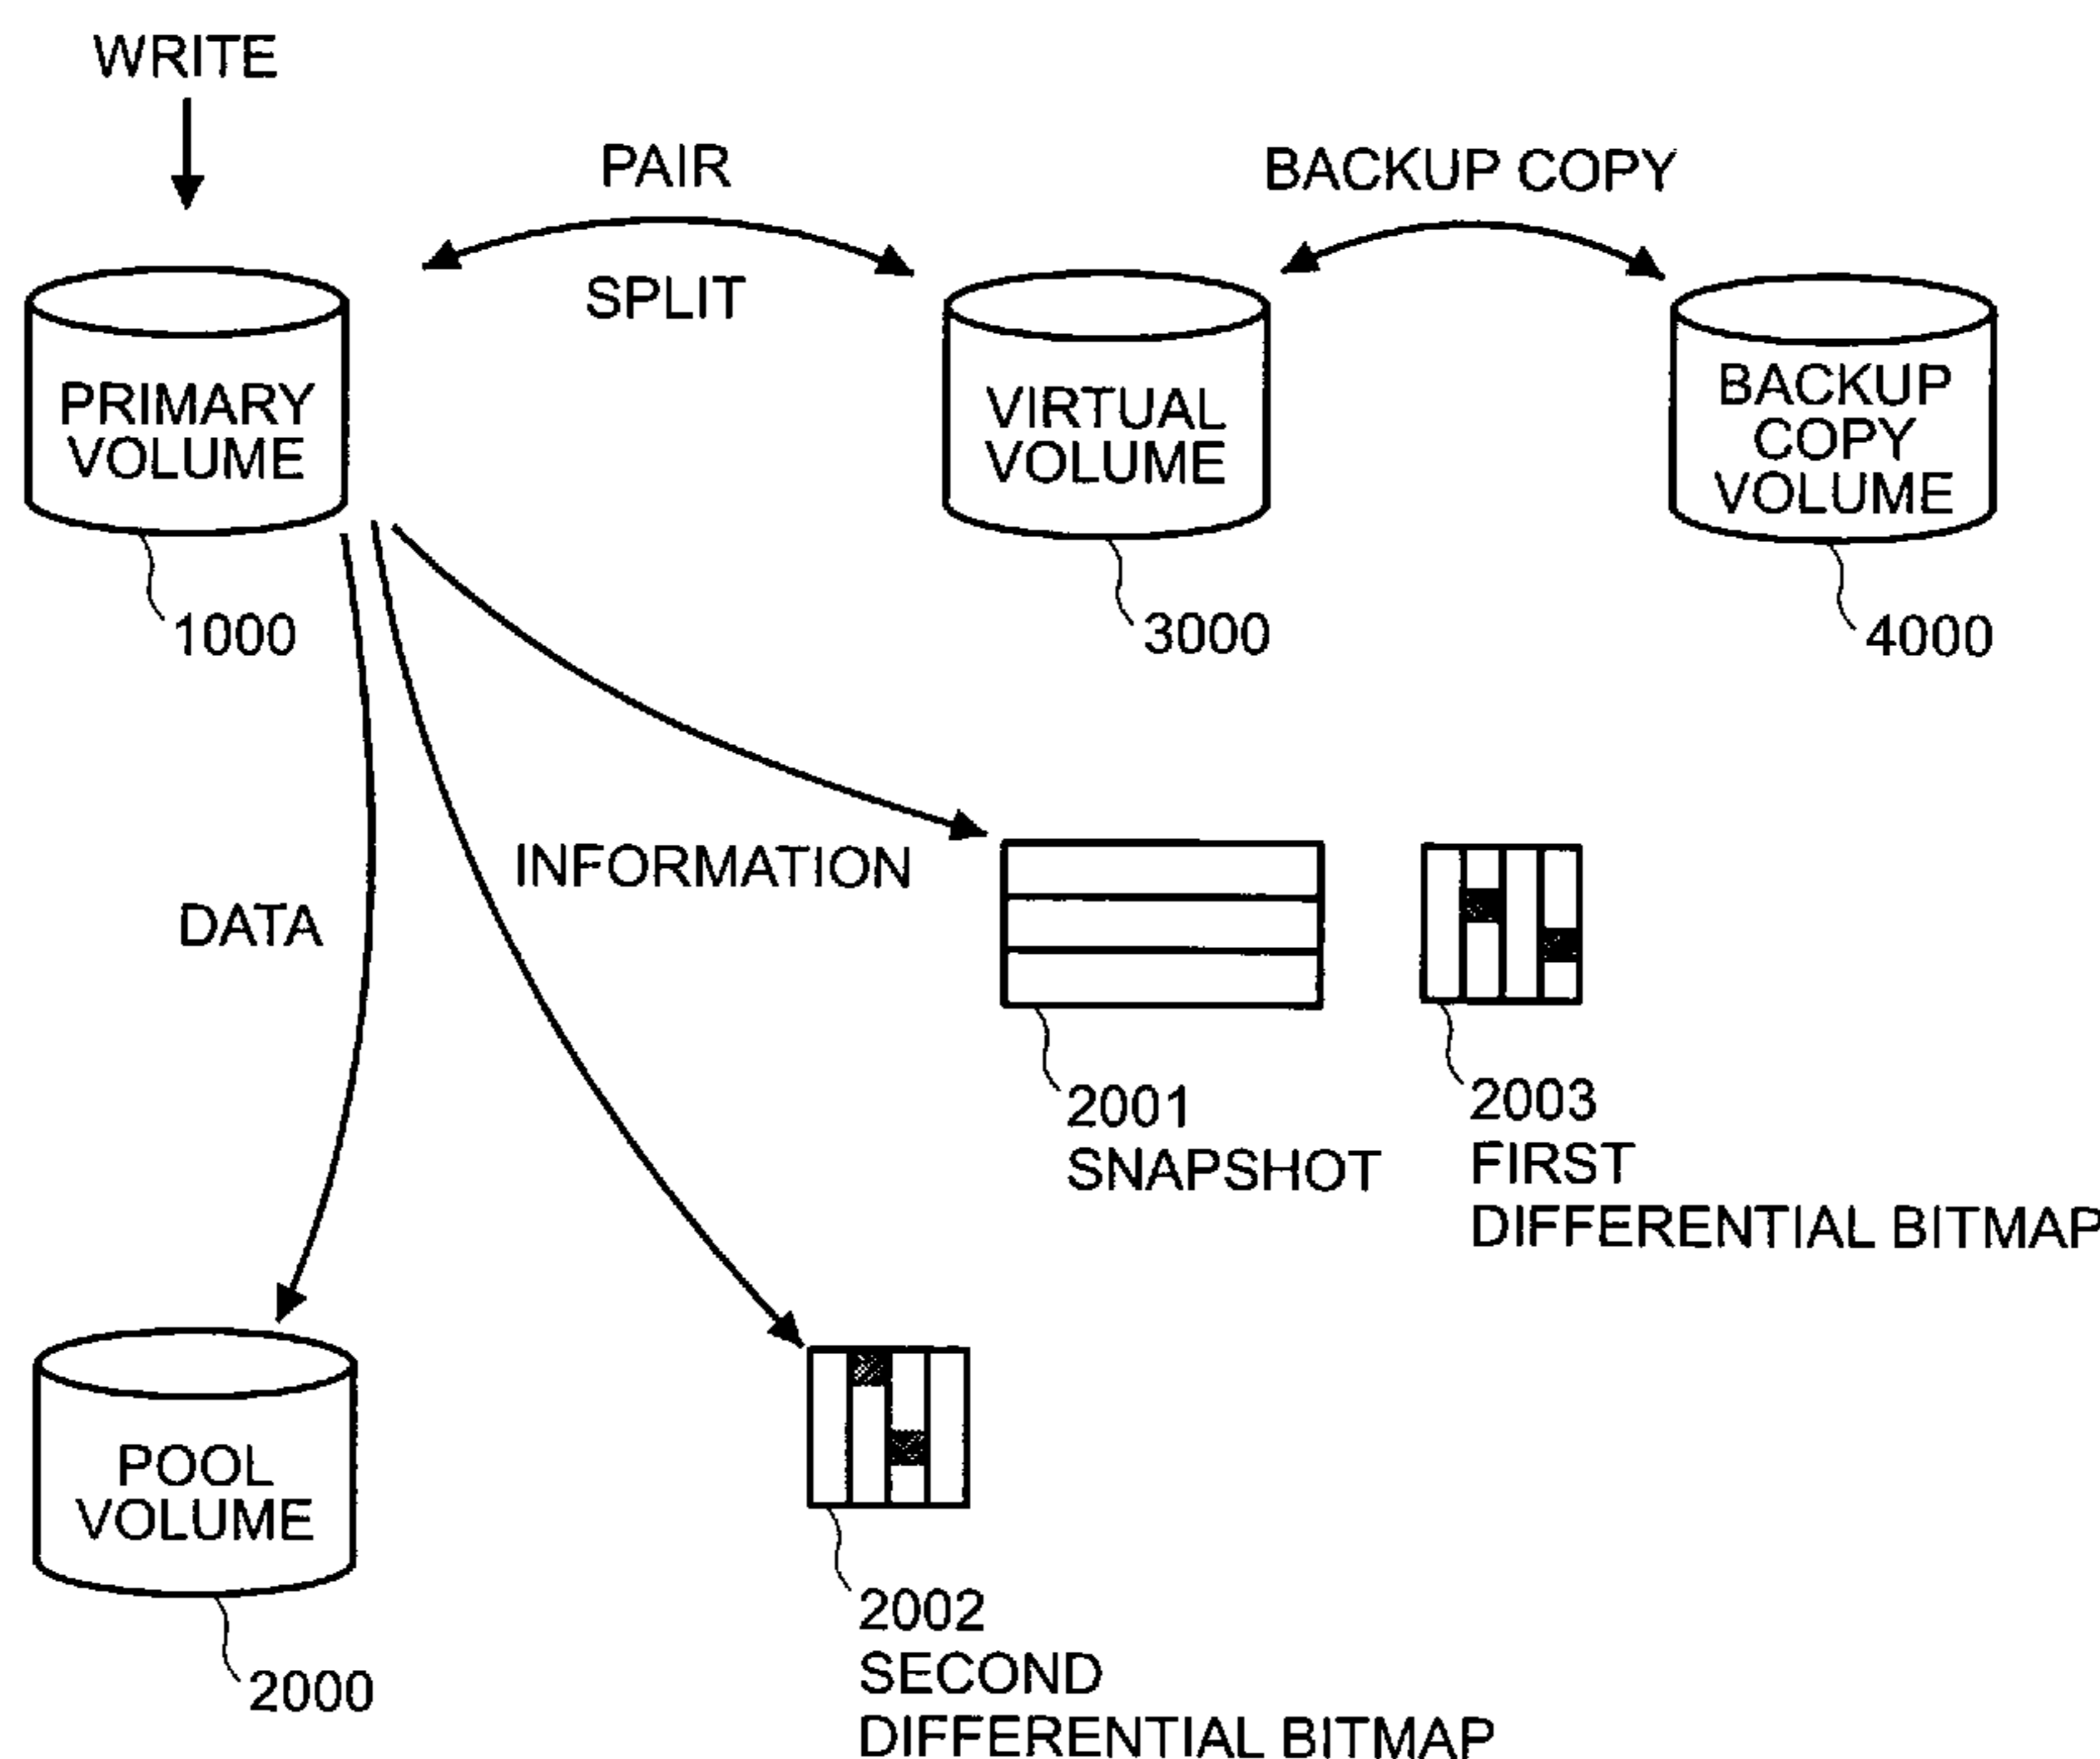 WRITE
PAIR
SPLIT
BACKUP COPY
PRIMARY
VOLUME
VIRTUAL
VOLUME
BACKUP
COPY
VOLUME
1000
3000
4000
INFORMATION
DATA
2001
SNAPSHOT
2003
FIRST
DIFFERENTIAL BITMAP
POOL
VOLUME
2000
2002
SECOND
DIFFERENTIAL BITMAP